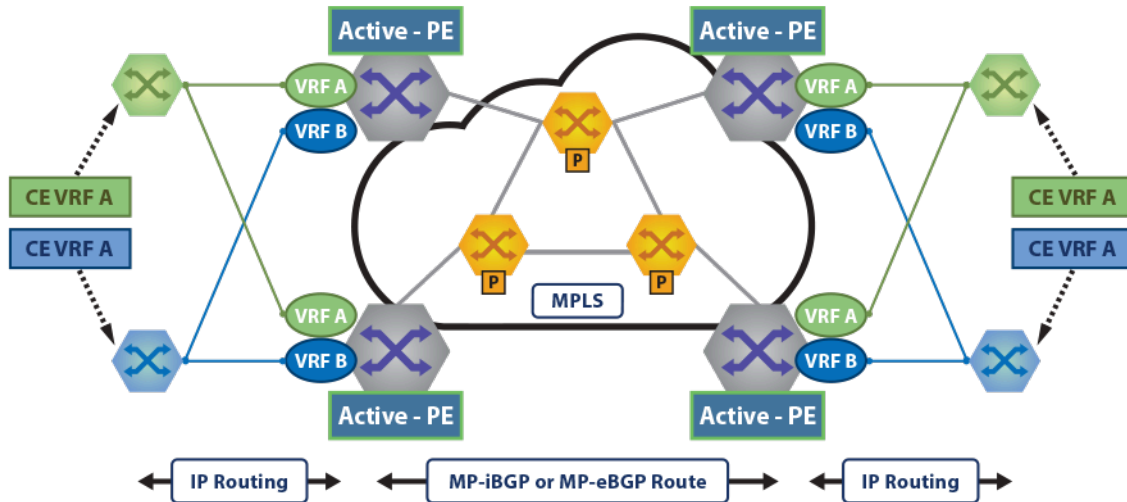 Active - PE
Active - PE
VRF A
VRF A
VRF B
VRF B
P
CE VRF A
CE VRF A
CE VRF A
CE VRF A
P
P
MPLS
VRF A
VRF A
VRF B
VRF B
Active - PE
Active - PE
IP Routing
MP-iBGP or MP-eBGP Route
IP Routing